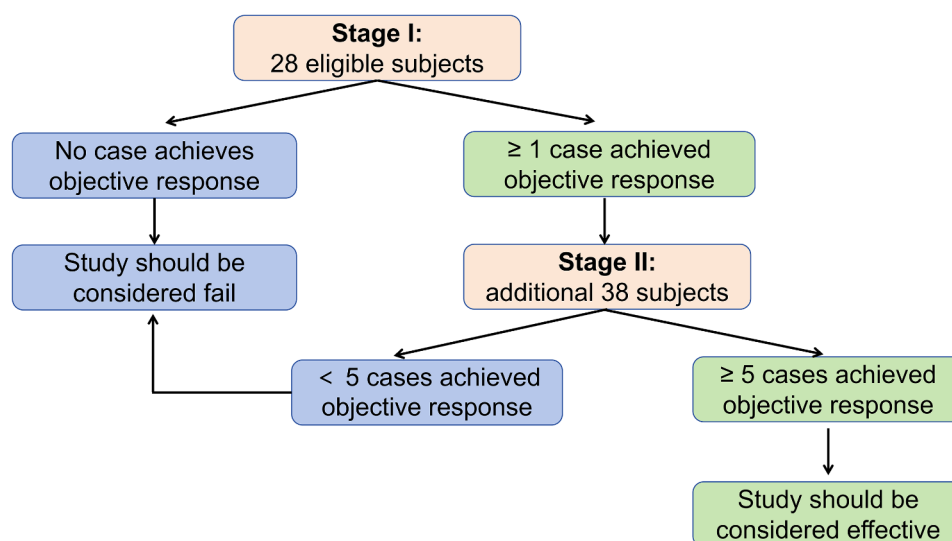 Stage I:
28 eligible subjects
No case achieves
objective response
≥ 1 case achieved
objective response
Study should be
considered fail
Stage II:
additional 38 subjects
< 5 cases achieved
objective response
≥ 5 cases achieved
objective response
Study should be
considered effective